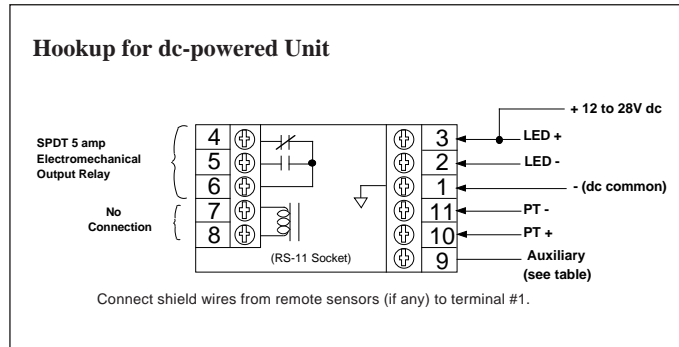 Hookup for dc-powered Unit
+ 12 to 28V dc
SPDT 5 amp
Electromechanical
Output Relay
4
5
6
No
Connection
7
8
(RS-11 Socket)
3
LED +
2
LED -
1
- (dc common)
11
PT -
10
PT +
9
Auxiliary
(see table)
Connect shield wires from remote sensors (if any) to terminal #1.